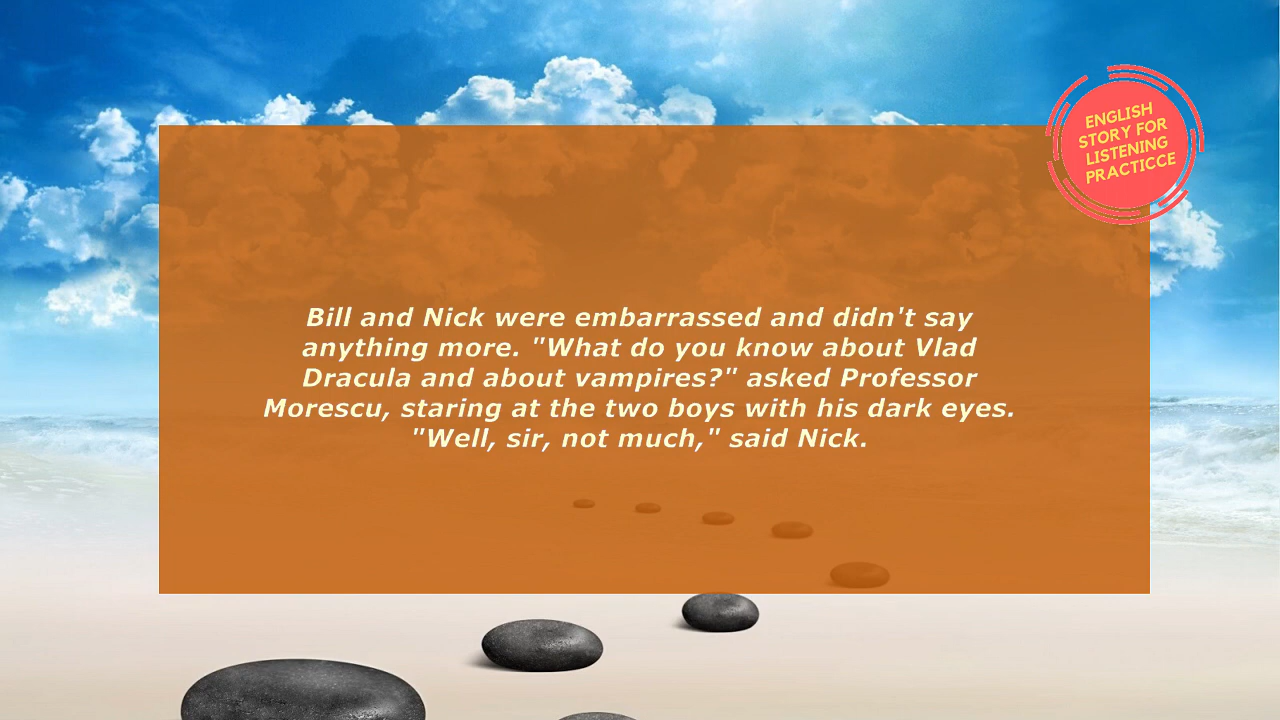 ENGLISH
STORY FOR
LISTENING
PRACTICCE
Bill and Nick were embarrassed and didn't say
anything more. "What do you know about Vlad
Dracula and about vampires?" asked Professor
Morescu, staring at the two boys with his dark eyes.
"Well, sir, not much," said Nick.